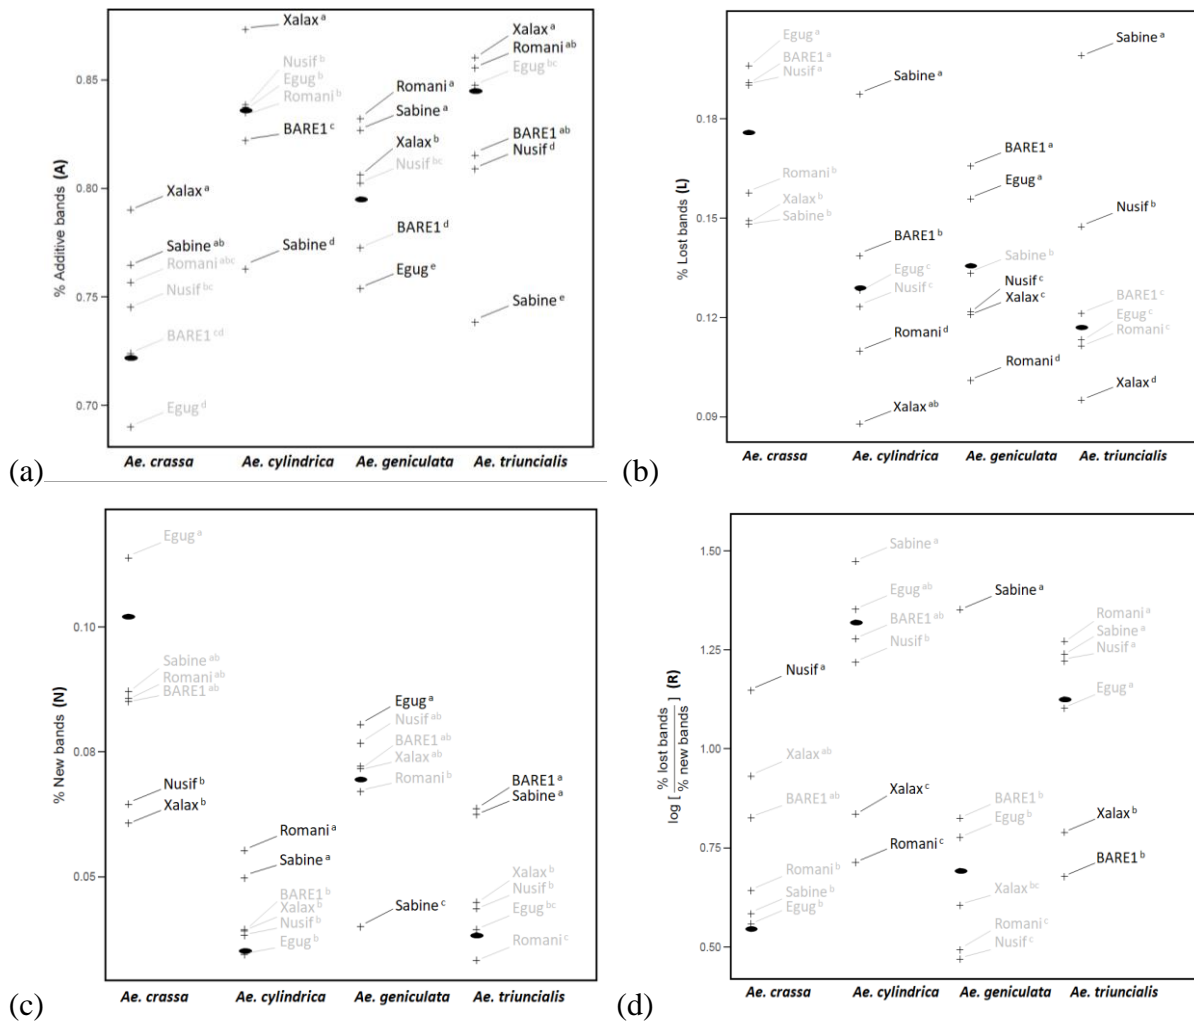 (a)
% Additive bands (A)
0.85
0.80
0.75
0.70
Xalax a
Sabine ab
Romani abc
Nusif bc
BARE1 cd
Egug d
Xalax a
Nusif b
Egug b
Romani b
BARE1 c
Sabine d
Romani a
Sabine a
Xalax b
Nusif bc
BARE1 d
Egug e
Xalax a
Romani ab
Egug bc
BARE1 ab
Nusif d
Sabine e
Ae. crassa Ae. cylindrica Ae. geniculata Ae. triuncialis
(b)
% Lost bands (L)
0.18
0.15
0.12
0.09
Egug a
BARE1 a
Nusif a
Romani b
Xalax b
Sabine b
Sabine a
BARE1 b
Egug c
Nusif c
Romani d
Xalax ab
BARE1 a
Egug a
Sabine b
Nusif c
Xalax c
Romani d
Sabine a
Nusif b
BARE1 c
Egug c
Romani c
Xalax d
Ae. crassa Ae. cylindrica Ae. geniculata Ae. triuncialis
(c)
% New bands (N)
0.10
0.08
0.05
Egug a
Sabine ab
Romani ab
BARE1 ab
Nusif b
Xalax b
Romani a
Sabine a
BARE1 b
Xalax b
Nusif b
Egug b
Egug a
Nusif ab
BARE1 ab
Xalax ab
Romani b
Sabine c
BARE1 a
Sabine a
Xalax b
Nusif b
Egug bc
Romani c
Ae. crassa Ae. cylindrica Ae. geniculata Ae. triuncialis
(d)
log [ % lost bands / % new bands ] (R)
1.50
1.25
1.00
0.75
0.50
Nusif a
Xalax ab
BARE1 ab
Romani b
Sabine b
Egug b
Sabine a
Egug ab
BARE1 ab
Nusif b
Xalax c
Romani c
Sabine a
BARE1 b
Egug b
Xalax bc
Romani c
Nusif c
Romani a
Sabine a
Nusif a
Egug a
Xalax b
BARE1 b
Ae. crassa Ae. cylindrica Ae. geniculata Ae. triuncialis